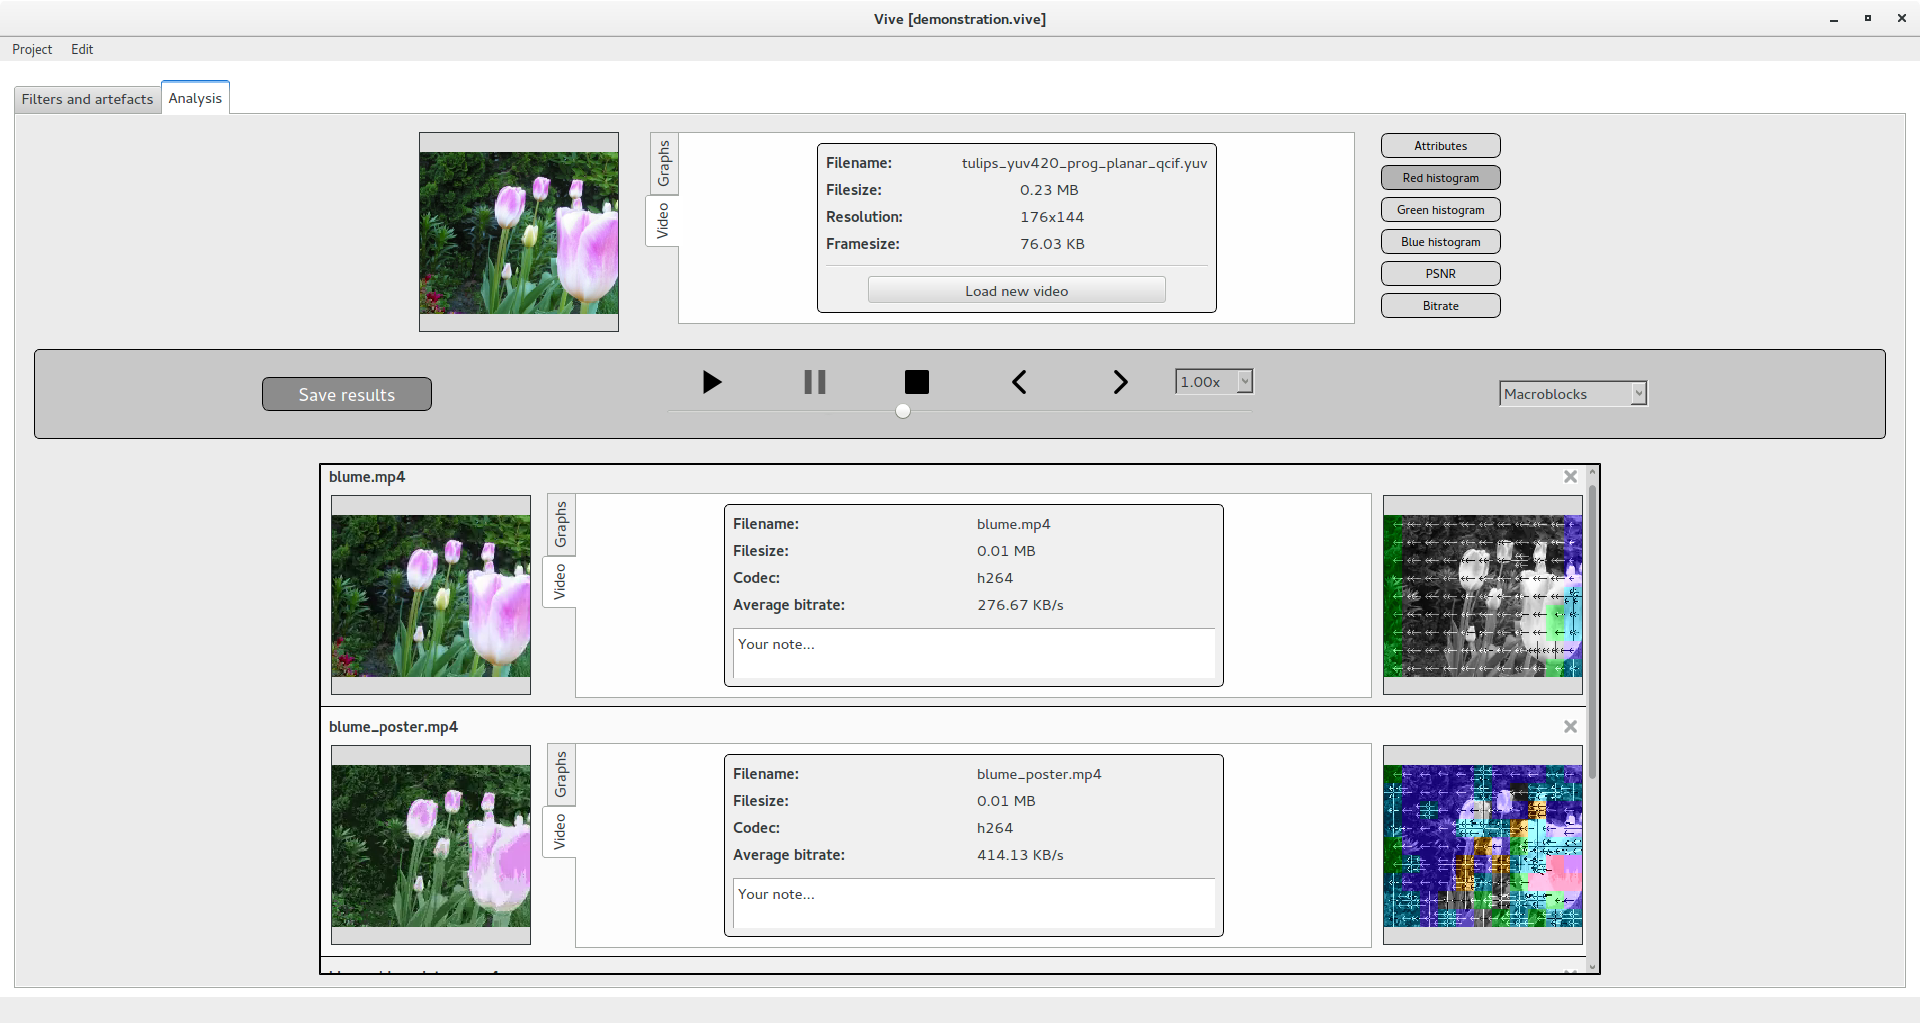 Vive [demonstration.vive]
Project Edit
Filters and artefacts Analysis
Graphs
Video
Filename: tulips_yuv420_prog_planar_qcif.yuv
Filesize: 0.23 MB
Resolution: 176x144
Framesize: 76.03 KB
Load new video
Attributes
Red histogram
Green histogram
Blue histogram
PSNR
Bitrate
Save results
1.00x
Macroblocks
blume.mp4
Graphs
Video
Filename: blume.mp4
Filesize: 0.01 MB
Codec: h264
Average bitrate: 276.67 KB/s
Your note...
blume_poster.mp4
Graphs
Video
Filename: blume_poster.mp4
Filesize: 0.01 MB
Codec: h264
Average bitrate: 414.13 KB/s
Your note...